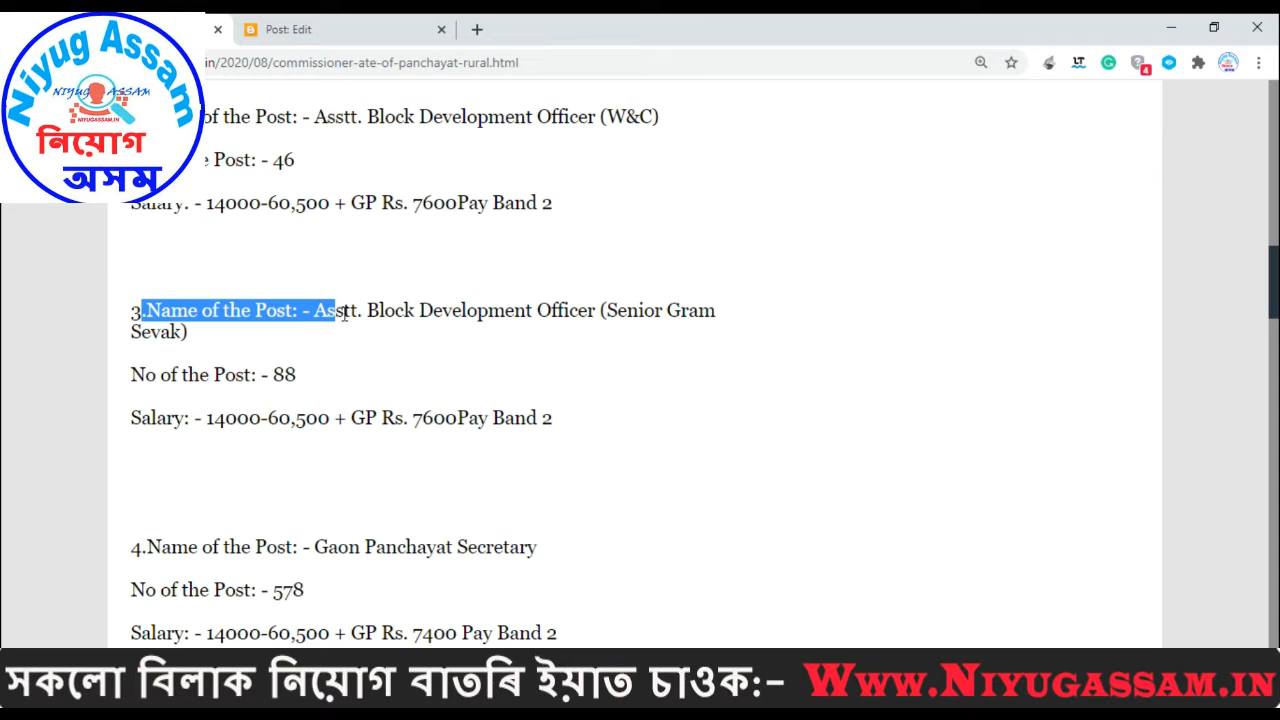 Post: Edit
in/2020/08/commissioner-ate-of-panchayat-rural.html
4
Niyug Assam
NIYUG ASSAM
NIYUGASSAM.IN
নিয়োগ
অসম
of the Post: - Asstt. Block Development Officer (W&C)
e Post: - 46
Salary: - 14000-60,500 + GP Rs. 7600Pay Band 2
3.Name of the Post: - Asstt. Block Development Officer (Senior Gram
Sevak)
No of the Post: - 88
Salary: - 14000-60,500 + GP Rs. 7600Pay Band 2
4.Name of the Post: - Gaon Panchayat Secretary
No of the Post: - 578
Salary: - 14000-60,500 + GP Rs. 7400 Pay Band 2
সকলো বিলাক নিয়োগ বাতৰি ইয়াত চাওক:- WWW.NIYUGASSAM.IN